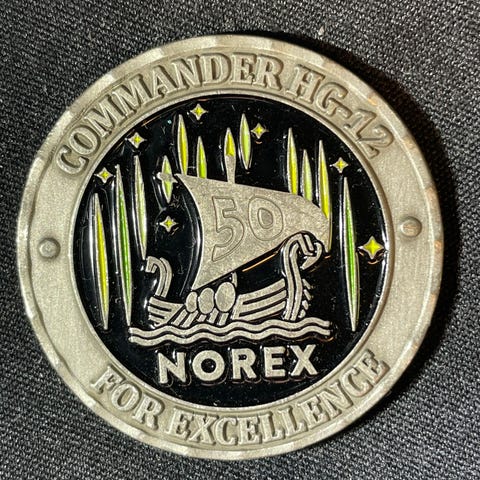 COMMANDER HG-12
50
NOREX
FOR EXCELLENCE